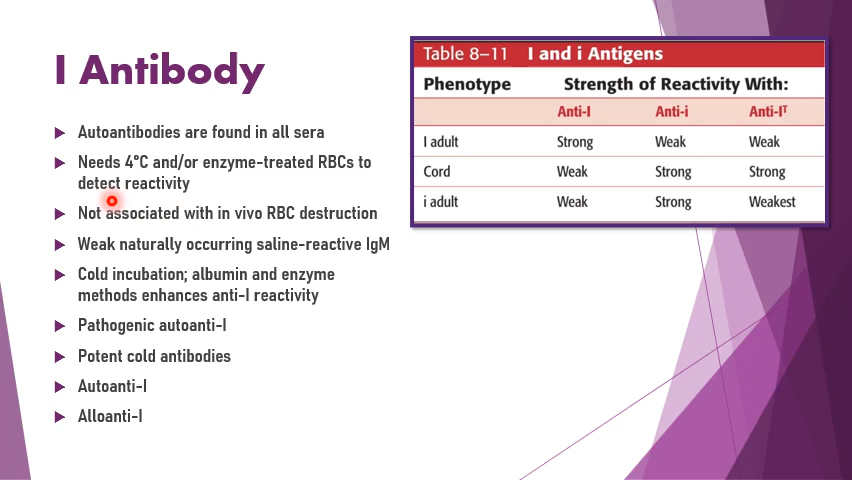 I Antibody
Autoantibodies are found in all sera
Needs 4°C and/or enzyme-treated RBCs to
detect reactivity
Not associated with in vivo RBC destruction
Weak naturally occurring saline-reactive IgM
Cold incubation; albumin and enzyme
methods enhances anti-I reactivity
Pathogenic autoanti-I
Potent cold antibodies
Autoanti-I
Alloanti-I
Table 8–11 I and i Antigens
Phenotype Strength of Reactivity With:
Anti-I Anti-i Anti-Iᵀ
I adult Strong Weak Weak
Cord Weak Strong Strong
i adult Weak Strong Weakest